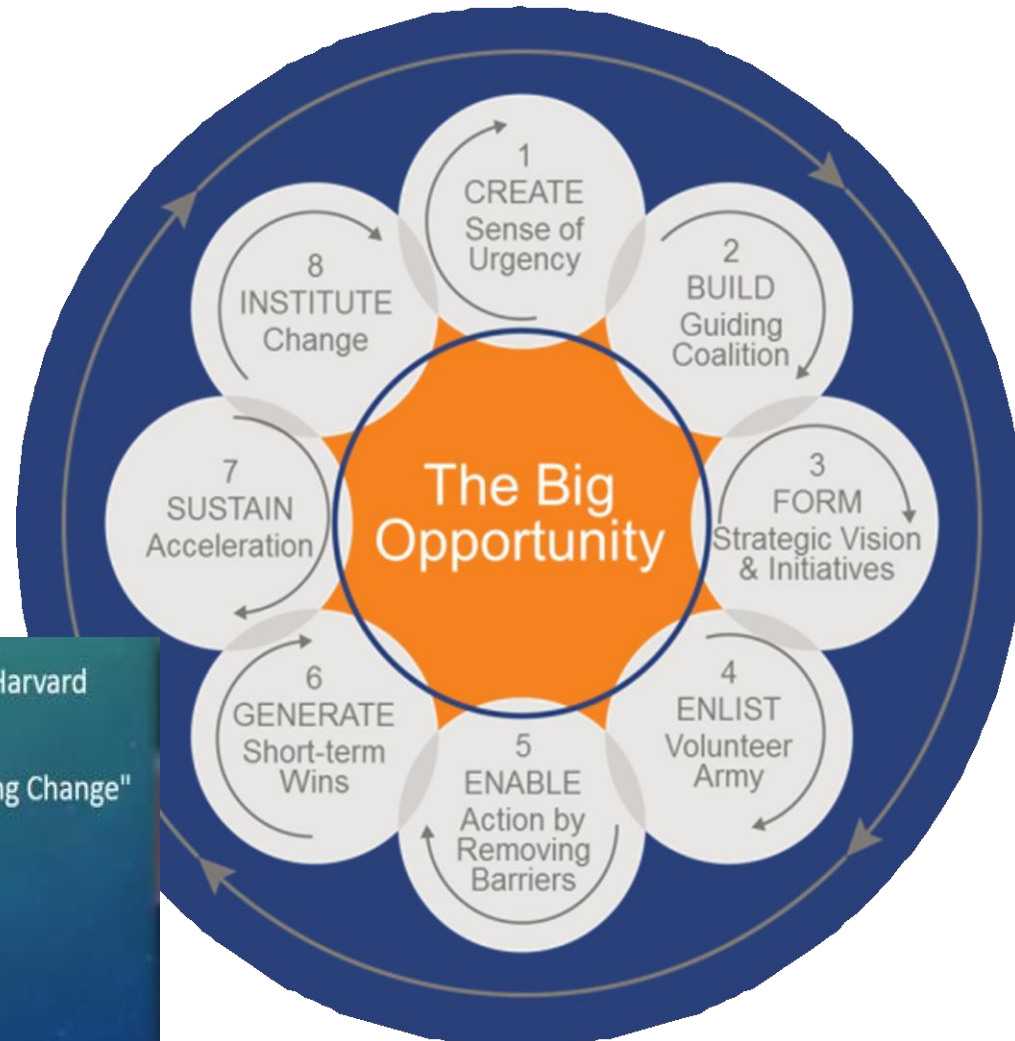 1
CREATE
Sense of
Urgency
2
BUILD
Guiding
Coalition
3
FORM
Strategic Vision
& Initiatives
4
ENLIST
Volunteer
Army
5
ENABLE
Action by
Removing
Barriers
6
GENERATE
Short-term
Wins
7
SUSTAIN
Acceleration
8
INSTITUTE
Change
The Big
Opportunity
Harvard
Change"